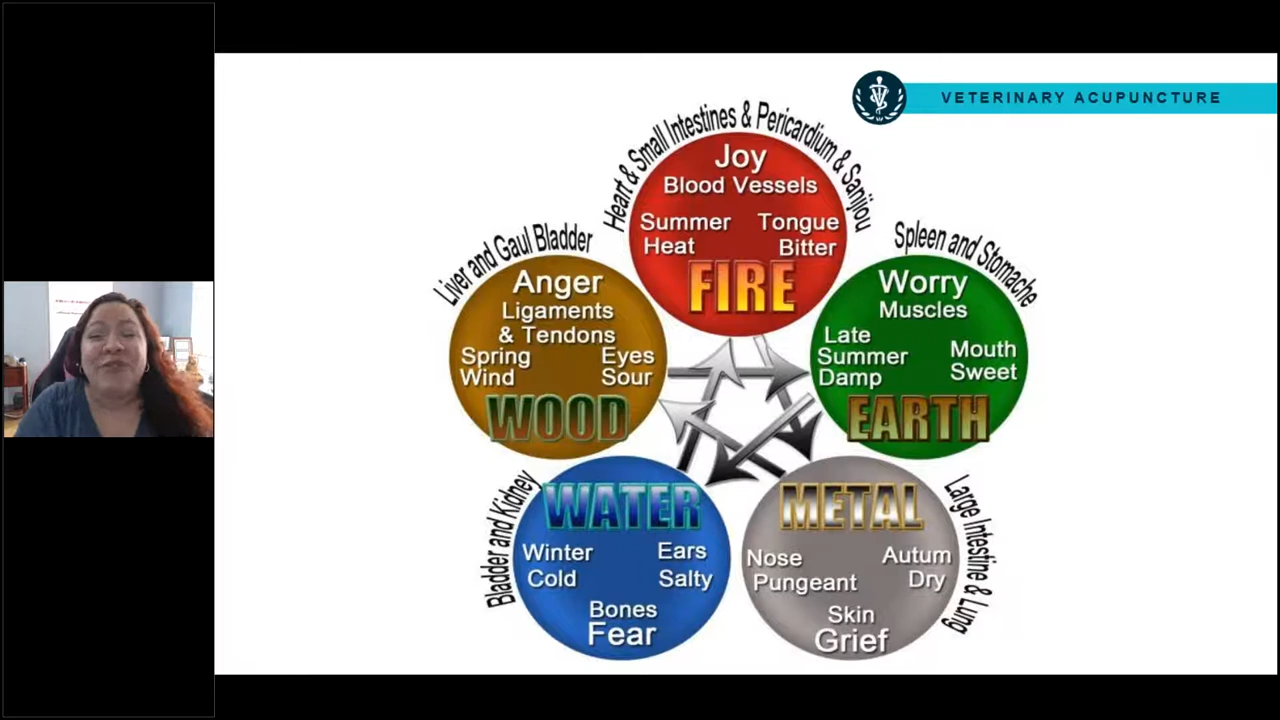 VETERINARY ACUPUNCTURE
Heart & Small Intestines & Pericardium & Sanijou
Joy
Blood Vessels
Summer Tongue
Heat Bitter
FIRE
Liver and Gaul Bladder
Anger
Ligaments
& Tendons
Spring Eyes
Wind Sour
WOOD
Spleen and Stomache
Worry
Muscles
Late
Summer Mouth
Damp Sweet
EARTH
Bladder and Kidney
WATER
Winter Ears
Cold Salty
Bones
Fear
Large Intestine & Lung
METAL
Nose Autum
Pungeant Dry
Skin
Grief